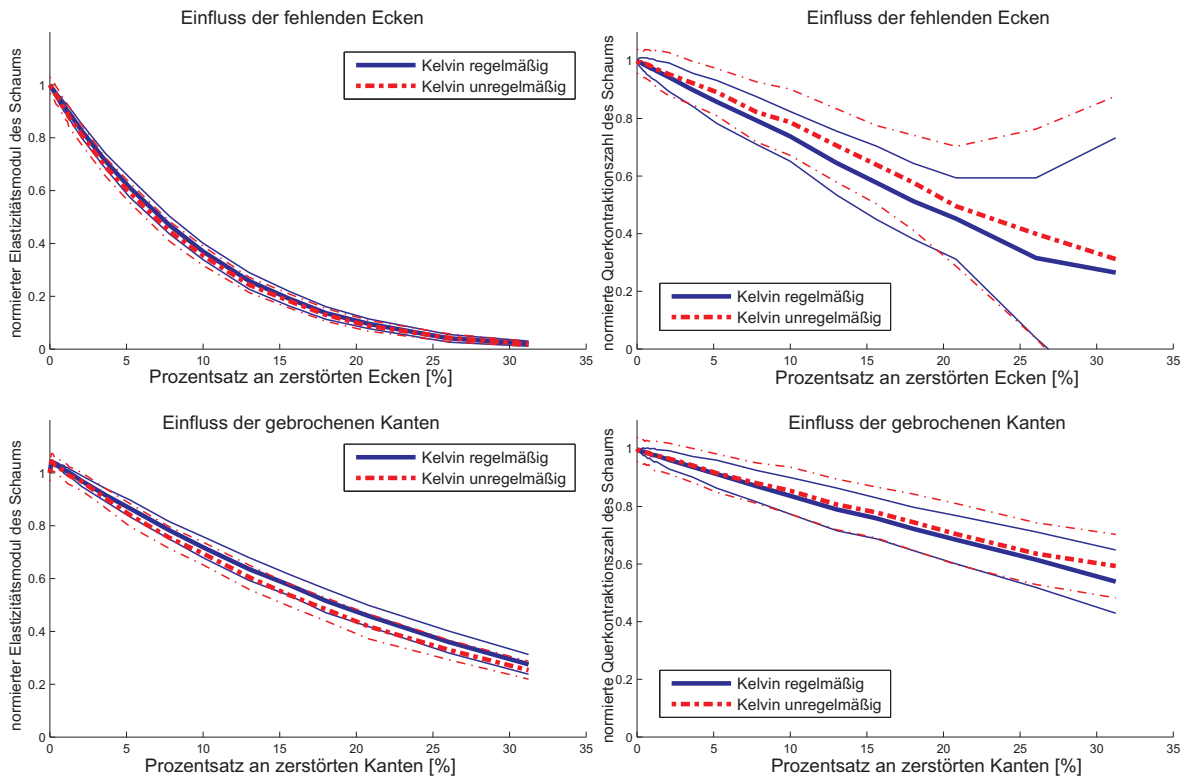 Einfluss der fehlenden Ecken
normierter Elastizitätsmodul des Schaums
1
0.8
0.6
0.4
0.2
0
0 5 10 15 20 25 30 35
Kelvin regelmäßig
Kelvin unregelmäßig
Prozentsatz an zerstörten Ecken [%]
Einfluss der fehlenden Ecken
normierte Querkontraktionszahl des Schaums
1
0.8
0.6
0.4
0.2
0
0 5 10 15 20 25 30 35
Kelvin regelmäßig
Kelvin unregelmäßig
Prozentsatz an zerstörten Ecken [%]
Einfluss der gebrochenen Kanten
normierter Elastizitätsmodul des Schaums
1
0.8
0.6
0.4
0.2
0
0 5 10 15 20 25 30 35
Kelvin regelmäßig
Kelvin unregelmäßig
Prozentsatz an zerstörten Kanten [%]
Einfluss der gebrochenen Kanten
normierte Querkontraktionszahl des Schaums
1
0.8
0.6
0.4
0.2
0
0 5 10 15 20 25 30 35
Kelvin regelmäßig
Kelvin unregelmäßig
Prozentsatz an zerstörten Kanten [%]